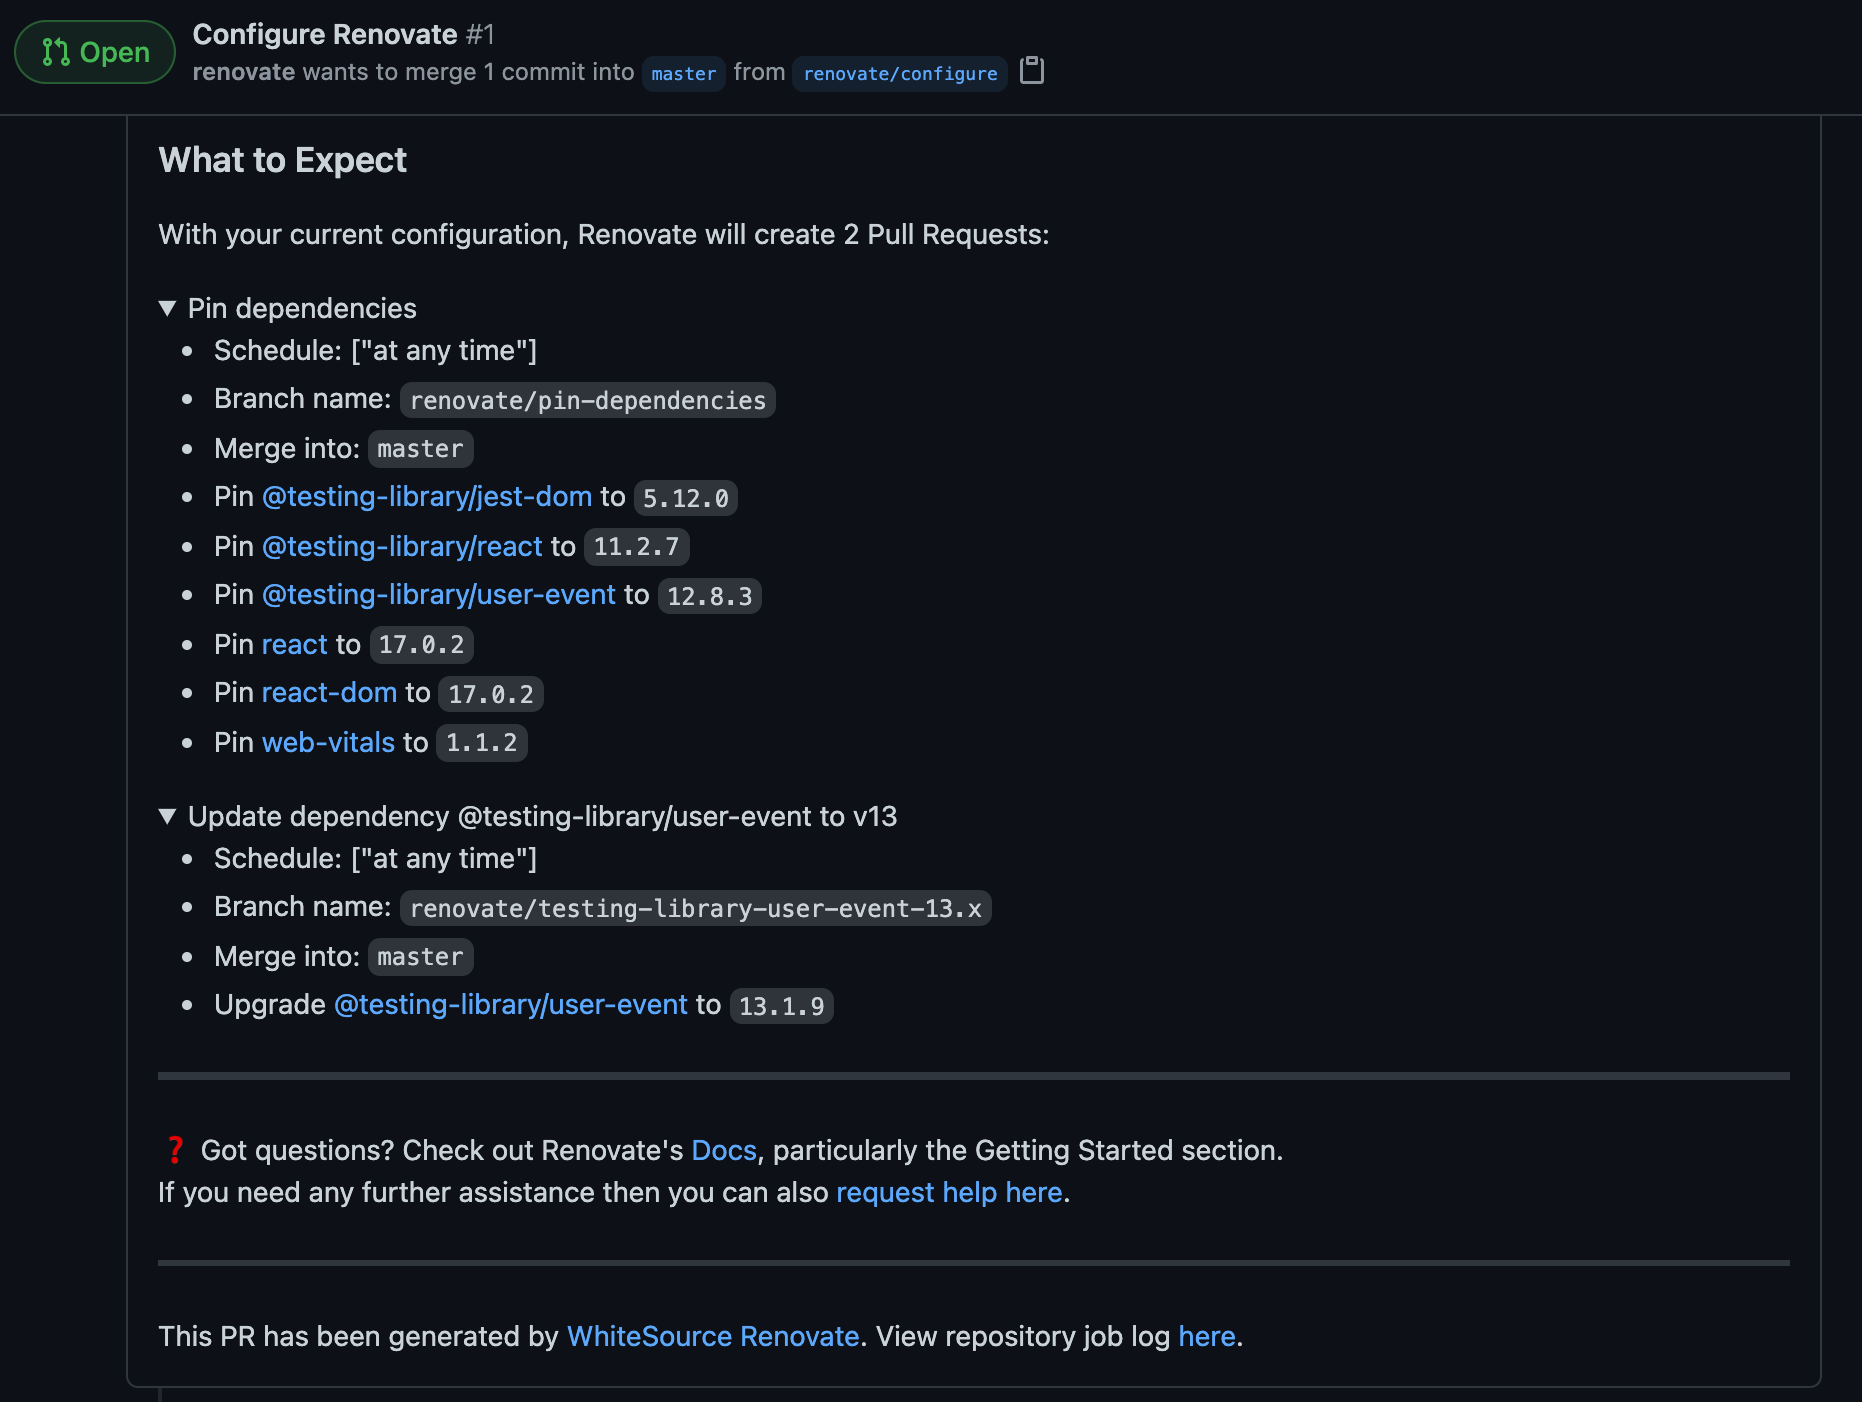 Open
Configure Renovate #1
renovate wants to merge 1 commit into master from renovate/configure
What to Expect
With your current configuration, Renovate will create 2 Pull Requests:
▼ Pin dependencies
• Schedule: ["at any time"]
• Branch name: renovate/pin-dependencies
• Merge into: master
• Pin @testing-library/jest-dom to 5.12.0
• Pin @testing-library/react to 11.2.7
• Pin @testing-library/user-event to 12.8.3
• Pin react to 17.0.2
• Pin react-dom to 17.0.2
• Pin web-vitals to 1.1.2
▼ Update dependency @testing-library/user-event to v13
• Schedule: ["at any time"]
• Branch name: renovate/testing-library-user-event-13.x
• Merge into: master
• Upgrade @testing-library/user-event to 13.1.9
❓ Got questions? Check out Renovate's Docs, particularly the Getting Started section.
If you need any further assistance then you can also request help here.
This PR has been generated by WhiteSource Renovate. View repository job log here.